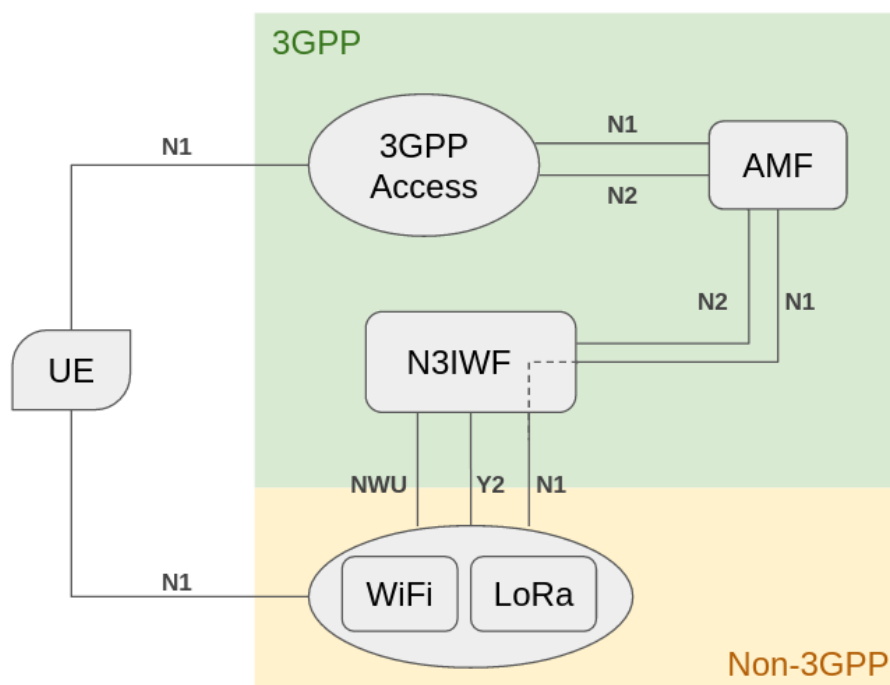 3GPP
N1
3GPP
Access
N1
N2
AMF
N2
N1
UE
N3IWF
NWU
Y2
N1
N1
WiFi
LoRa
Non-3GPP